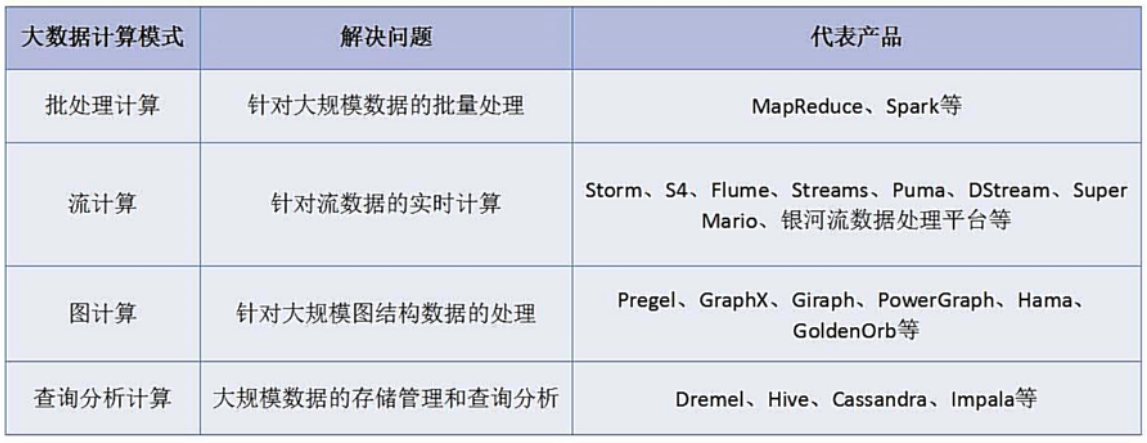 大数据计算模式 解决问题 代表产品
批处理计算 针对大规模数据的批量处理 MapReduce、Spark等
流计算 针对流数据的实时计算 Storm、S4、Flume、Streams、Puma、DStream、Super
Mario、银河流数据处理平台等
图计算 针对大规模图结构数据的处理 Pregel、GraphX、Giraph、PowerGraph、Hama、
GoldenOrb等
查询分析计算 大规模数据的存储管理和查询分析 Dremel、Hive、Cassandra、Impala等